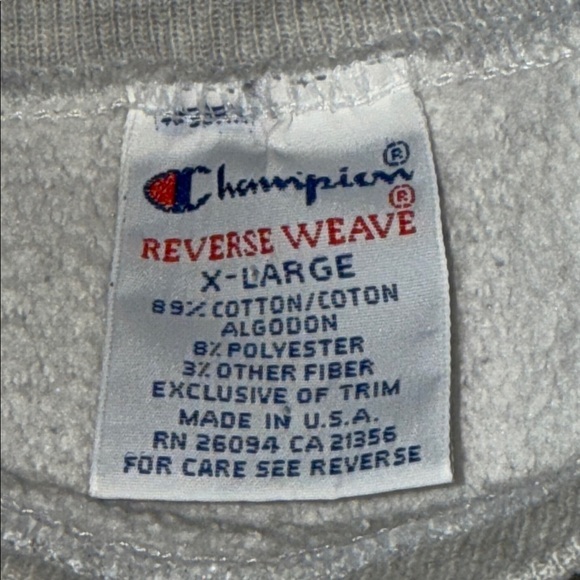 Champion®
REVERSE WEAVE®
X-LARGE
89% COTTON/COTON
ALGODON
8% POLYESTER
3% OTHER FIBER
EXCLUSIVE OF TRIM
MADE IN U.S.A.
RN 26094 CA 21356
FOR CARE SEE REVERSE